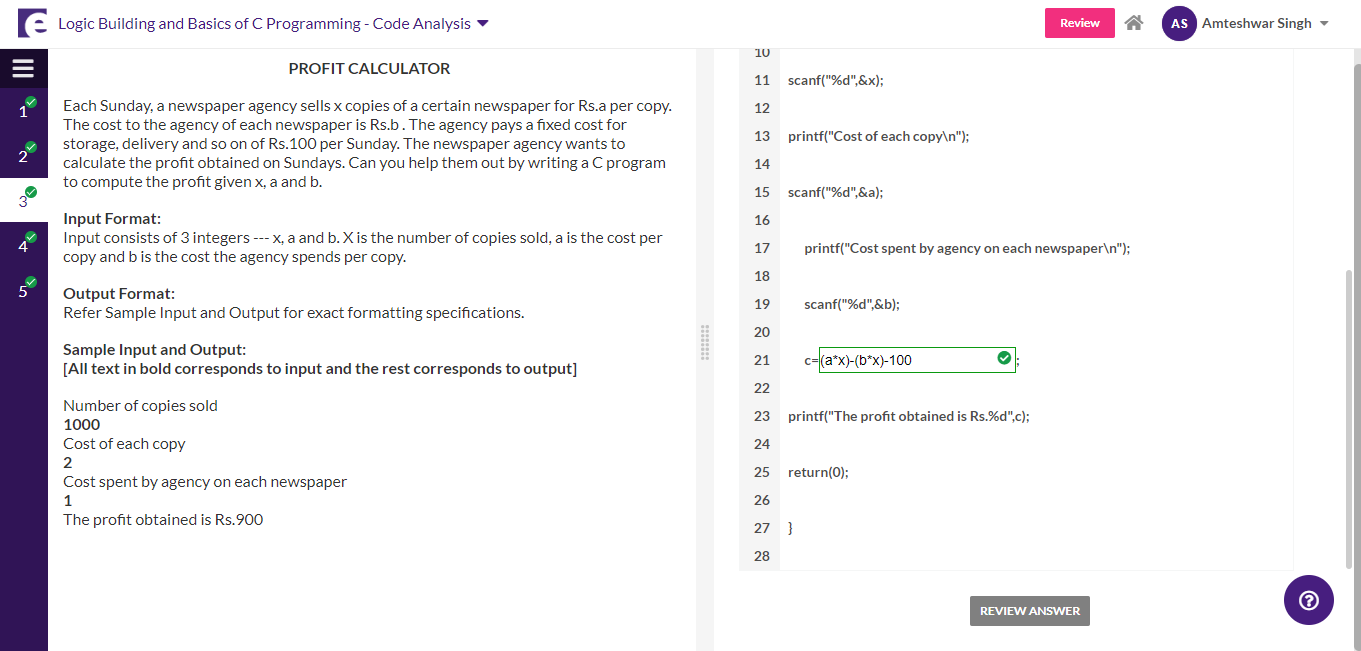 Logic Building and Basics of C Programming - Code Analysis
Review
AS
Amteshwar Singh
1
2
3
4
5
PROFIT CALCULATOR
Each Sunday, a newspaper agency sells x copies of a certain newspaper for Rs.a per copy.
The cost to the agency of each newspaper is Rs.b . The agency pays a fixed cost for
storage, delivery and so on of Rs.100 per Sunday. The newspaper agency wants to
calculate the profit obtained on Sundays. Can you help them out by writing a C program
to compute the profit given x, a and b.
Input Format:
Input consists of 3 integers --- x, a and b. X is the number of copies sold, a is the cost per
copy and b is the cost the agency spends per copy.
Output Format:
Refer Sample Input and Output for exact formatting specifications.
Sample Input and Output:
[All text in bold corresponds to input and the rest corresponds to output]
Number of copies sold
1000
Cost of each copy
2
Cost spent by agency on each newspaper
1
The profit obtained is Rs.900
10
11 scanf("%d",&x);
12
13 printf("Cost of each copy\n");
14
15 scanf("%d",&a);
16
17 printf("Cost spent by agency on each newspaper\n");
18
19 scanf("%d",&b);
20
21 c=(a*x)-(b*x)-100;
22
23 printf("The profit obtained is Rs.%d",c);
24
25 return(0);
26
27 }
28
REVIEW ANSWER
?